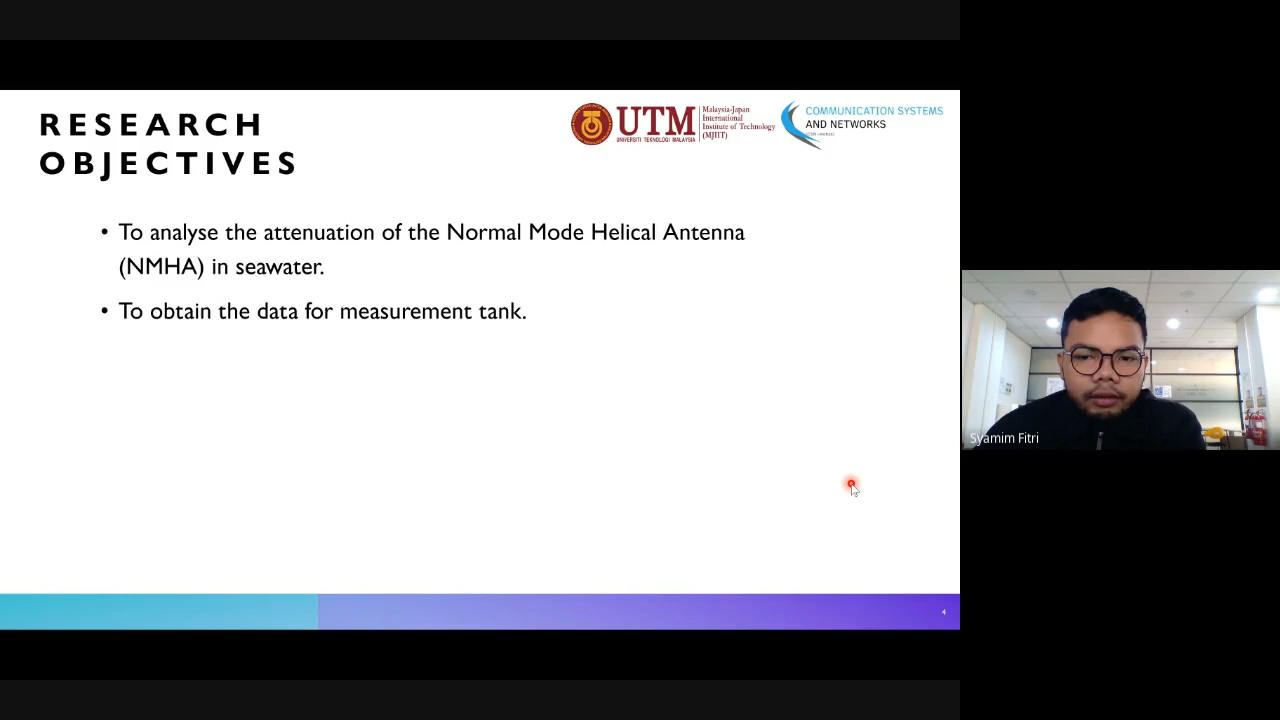 RESEARCH
OBJECTIVES
UTM
UNIVERSITI TEKNOLOGI MALAYSIA
Malaysia-Japan
International
Institute of Technology
(MJIIT)
COMMUNICATION SYSTEMS
AND NETWORKS
• To analyse the attenuation of the Normal Mode Helical Antenna
(NMHA) in seawater.
• To obtain the data for measurement tank.
Syamim Fitri
4